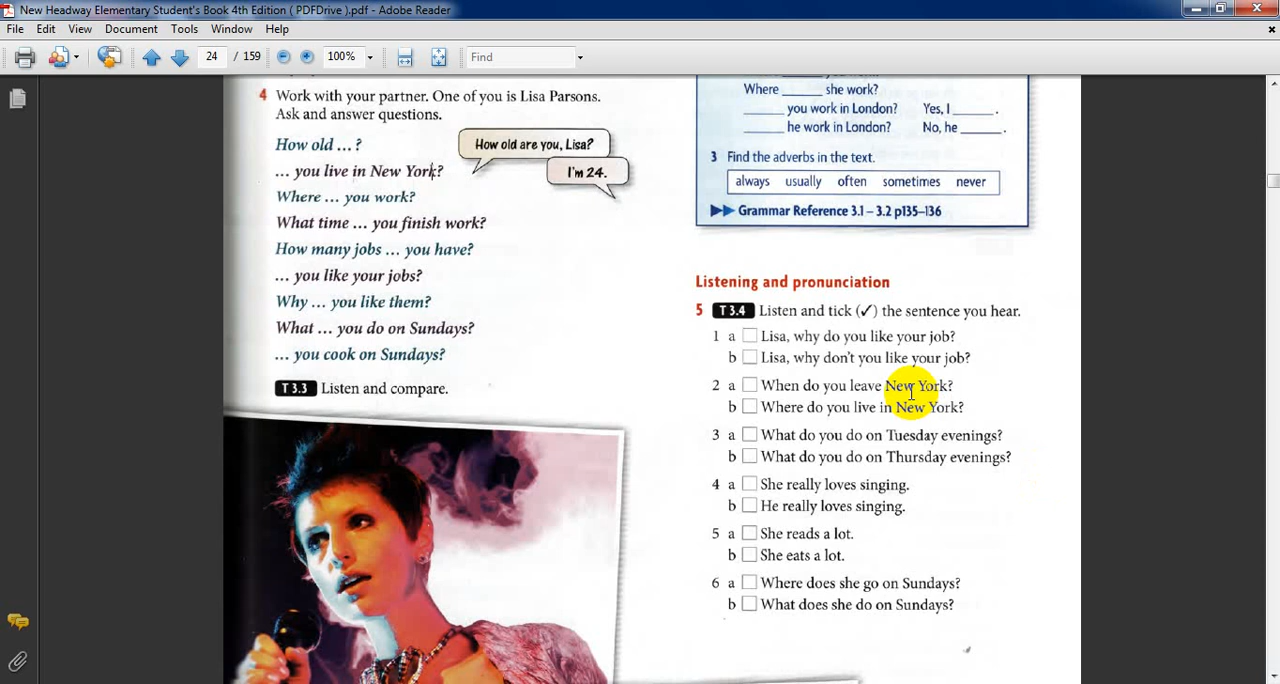 New Headway Elementary Student's Book 4th Edition ( PDFDrive ).pdf - Adobe Reader
File Edit View Document Tools Window Help
24 / 159 100% Find
4 Work with your partner. One of you is Lisa Parsons.
Ask and answer questions.
How old … ?
… you live in New York?
Where … you work?
What time … you finish work?
How many jobs … you have?
… you like your jobs?
Why … you like them?
What … you do on Sundays?
… you cook on Sundays?
How old are you, Lisa?
I'm 24.
T 3.3 Listen and compare.
Where ______ she work?
______ you work in London? Yes, I ______.
______ he work in London? No, he ______.
3 Find the adverbs in the text.
always usually often sometimes never
▶▶ Grammar Reference 3.1 – 3.2 p135–136
Listening and pronunciation
5 T 3.4 Listen and tick (✓) the sentence you hear.
1 a □ Lisa, why do you like your job?
b □ Lisa, why don't you like your job?
2 a □ When do you leave New York?
b □ Where do you live in New York?
3 a □ What do you do on Tuesday evenings?
b □ What do you do on Thursday evenings?
4 a □ She really loves singing.
b □ He really loves singing.
5 a □ She reads a lot.
b □ She eats a lot.
6 a □ Where does she go on Sundays?
b □ What does she do on Sundays?